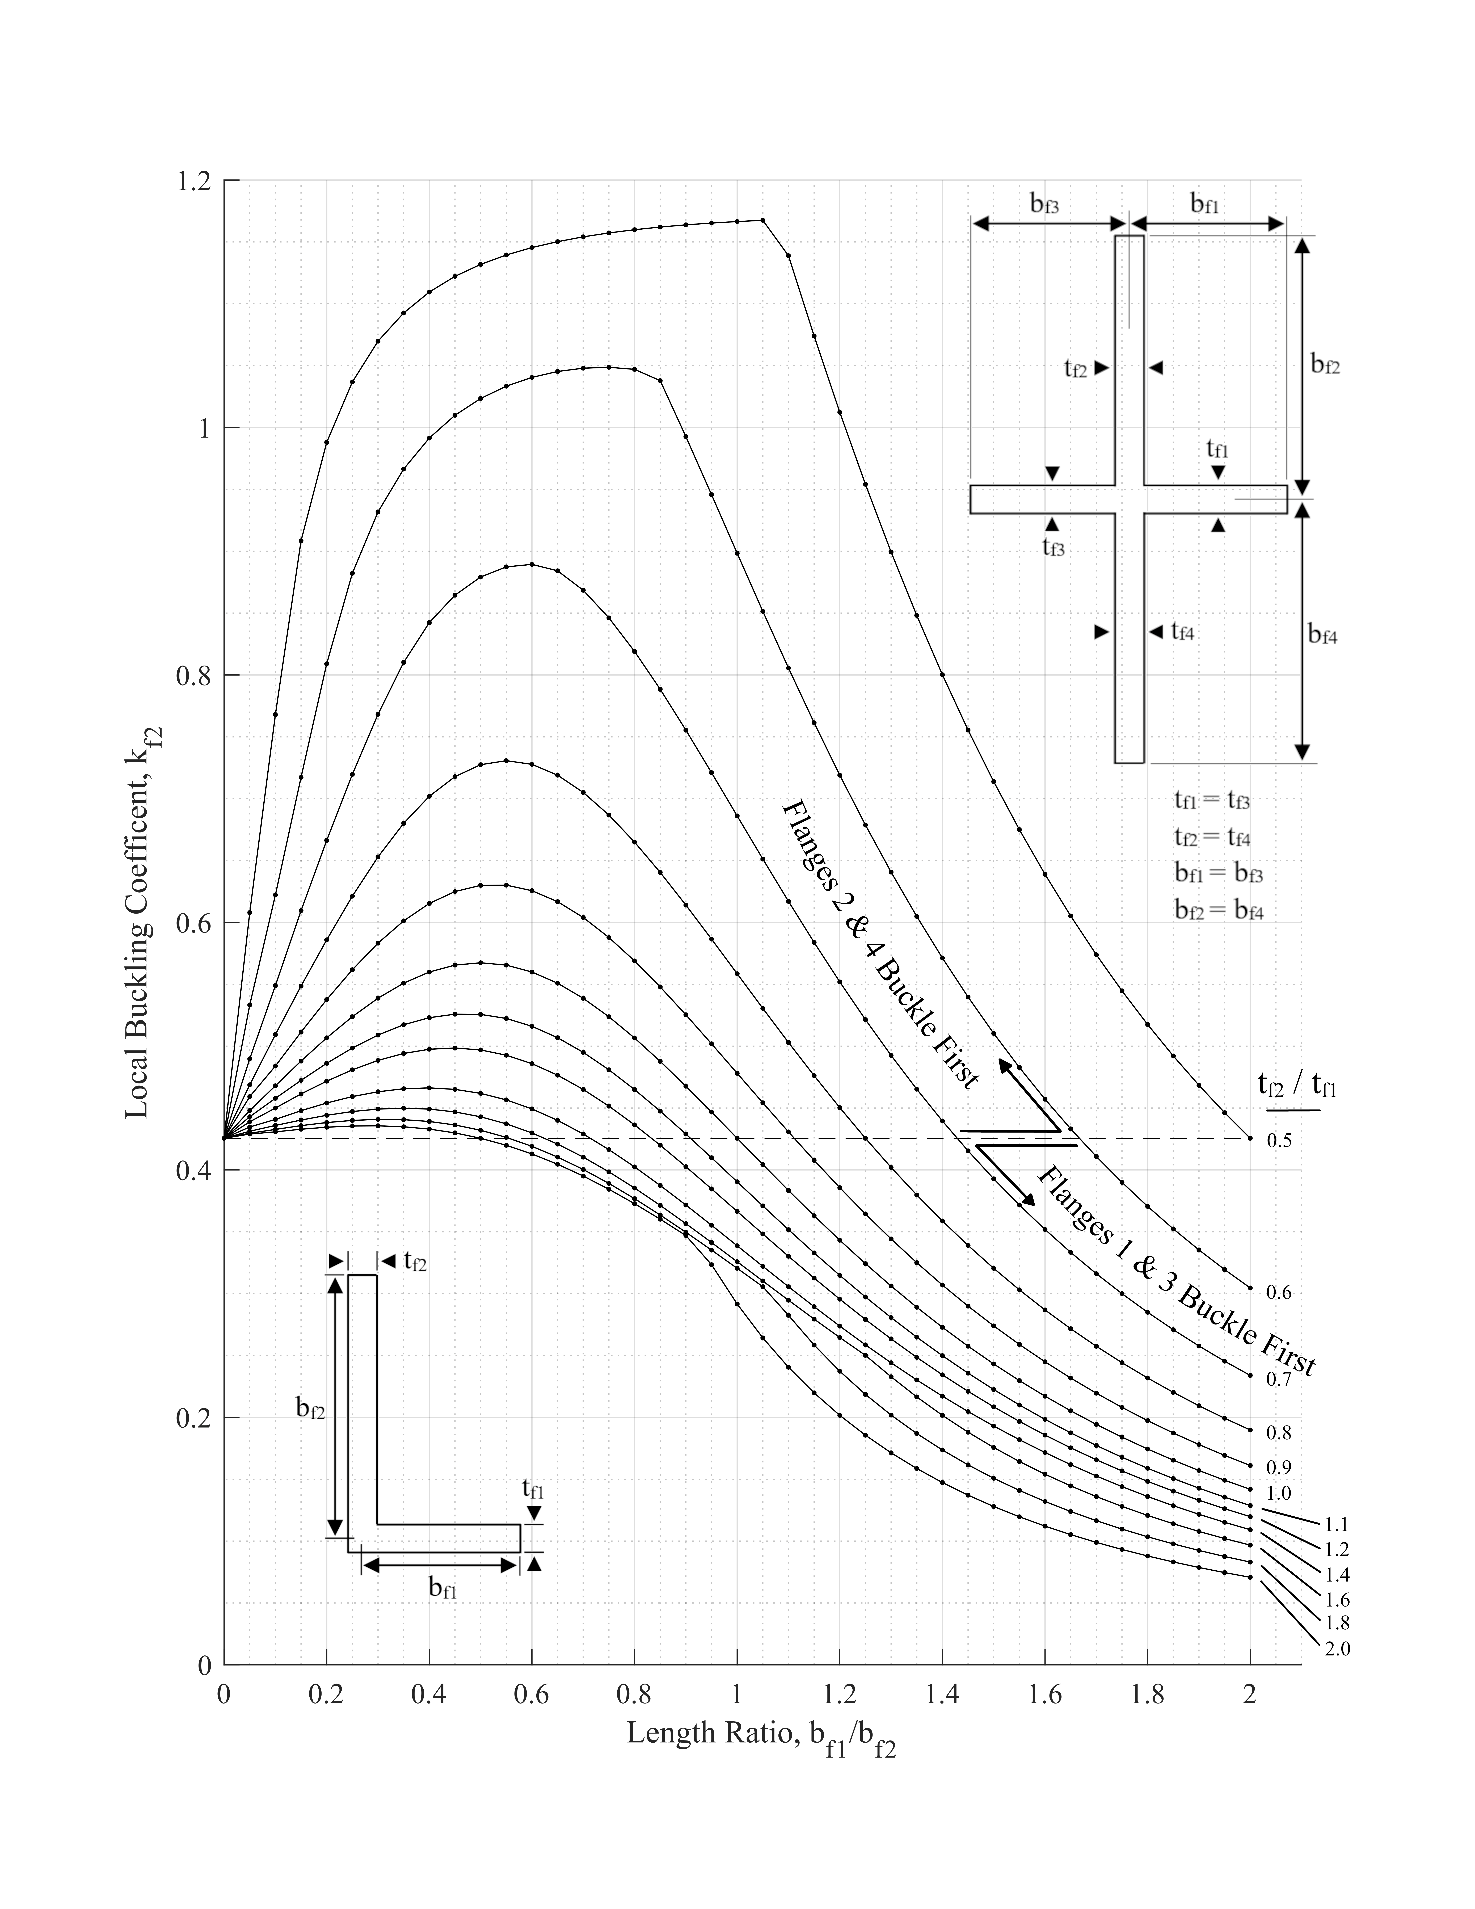 1.2
1
0.8
0.6
0.4
0.2
0
Local Buckling Coefficent, kf2
0
0.2
0.4
0.6
0.8
1
1.2
1.4
1.6
1.8
2
Length Ratio, bf1/bf2
bf3
bf1
tf2
bf2
tf1
tf3
tf4
bf4
tf1 = tf3
tf2 = tf4
bf1 = bf3
bf2 = bf4
Flanges 2 & 4 Buckle First
Flanges 1 & 3 Buckle First
tf2 / tf1
0.5
0.6
0.7
0.8
0.9
1.0
1.1
1.2
1.4
1.6
1.8
2.0
tf2
bf2
tf1
bf1